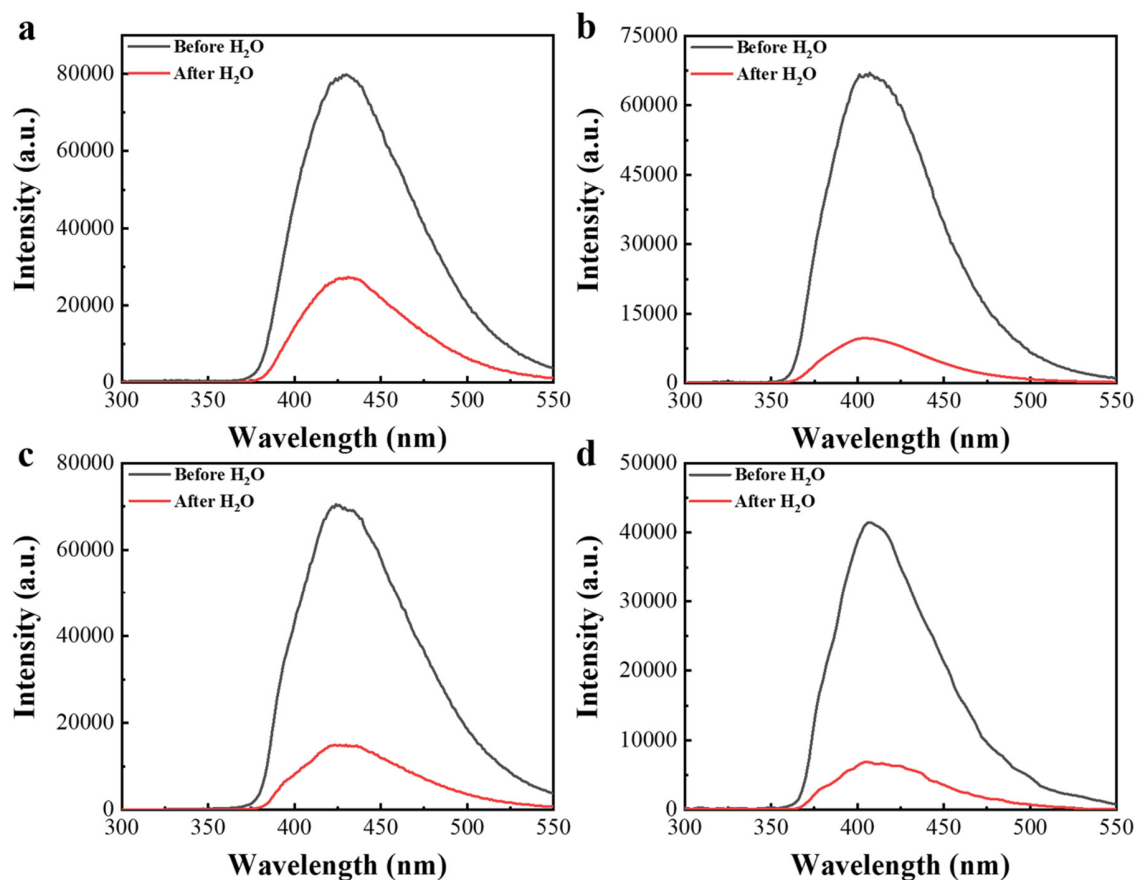 a
Before H₂O
After H₂O
80000
60000
40000
20000
0
300 350 400 450 500 550
Wavelength (nm)
Intensity (a.u.)
b
Before H₂O
After H₂O
75000
60000
45000
30000
15000
0
300 350 400 450 500 550
Wavelength (nm)
Intensity (a.u.)
c
Before H₂O
After H₂O
80000
60000
40000
20000
0
300 350 400 450 500 550
Wavelength (nm)
Intensity (a.u.)
d
Before H₂O
After H₂O
50000
40000
30000
20000
10000
0
300 350 400 450 500 550
Wavelength (nm)
Intensity (a.u.)